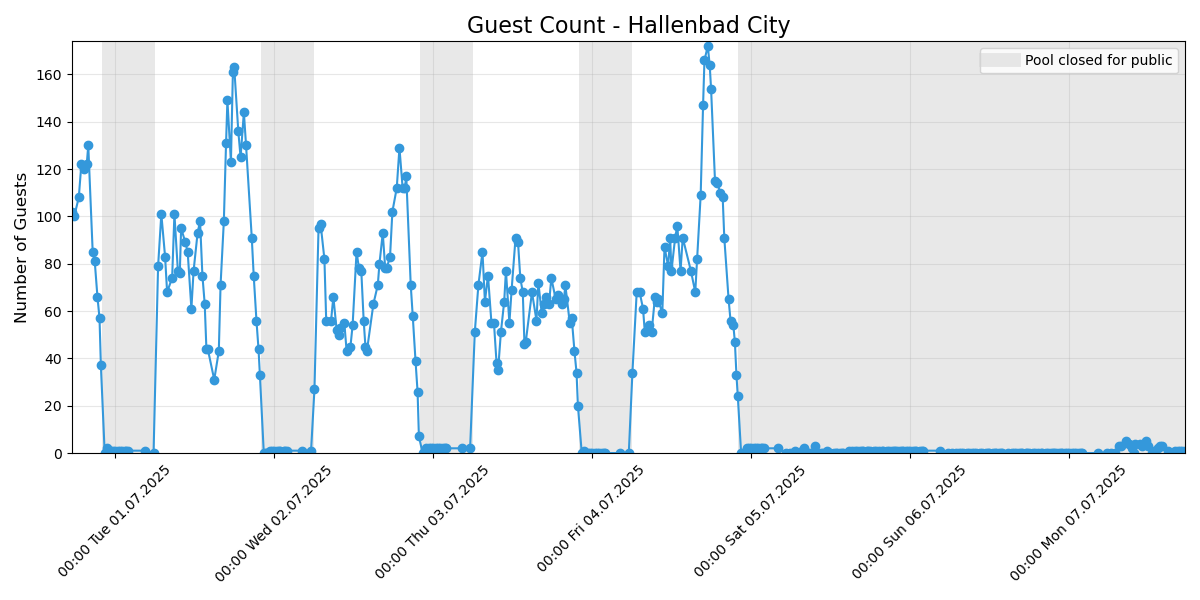 Guest Count - Hallenbad City
Pool closed for public
Number of Guests
160
140
120
100
80
60
40
20
0
00:00 Tue 01.07.2025
00:00 Wed 02.07.2025
00:00 Thu 03.07.2025
00:00 Fri 04.07.2025
00:00 Sat 05.07.2025
00:00 Sun 06.07.2025
00:00 Mon 07.07.2025